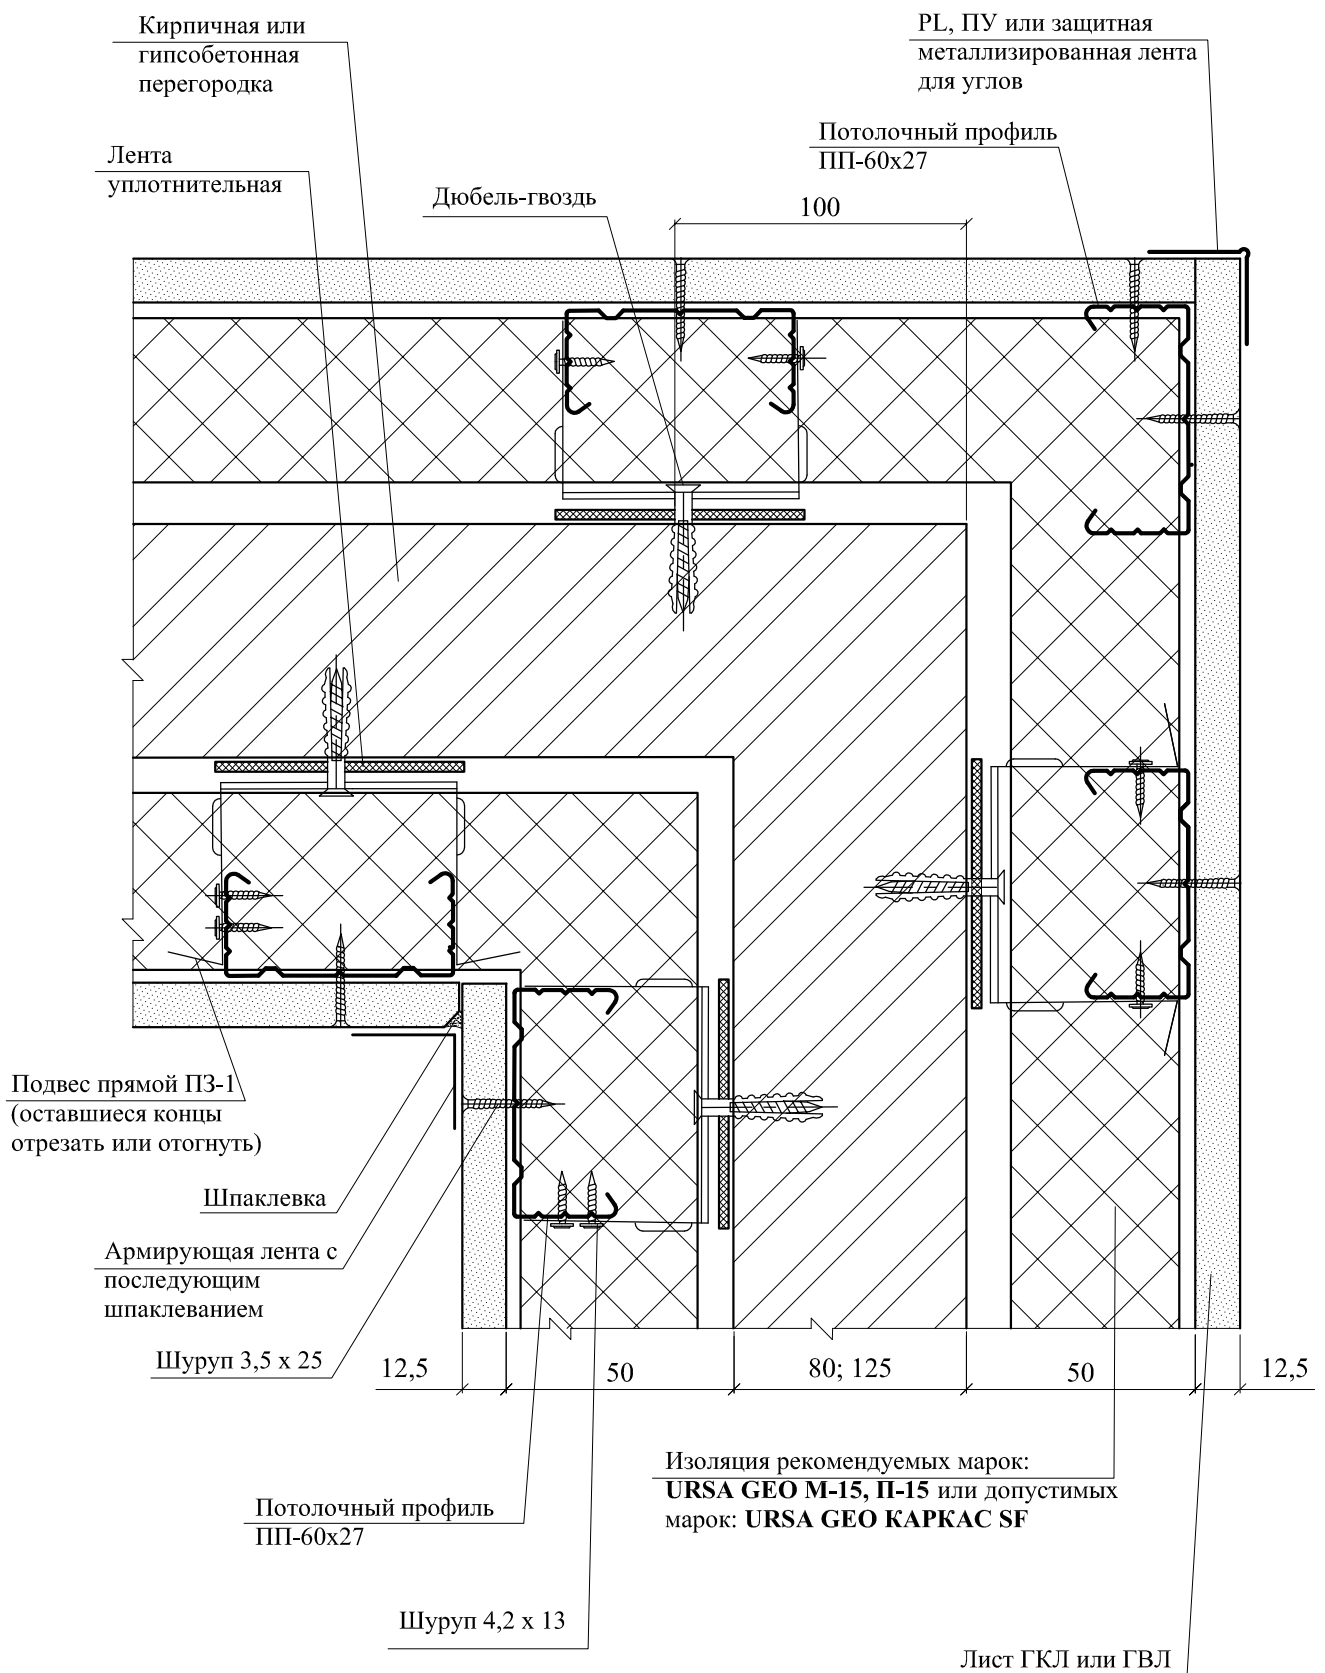 Кирпичная или
гипсобетонная
перегородка
PL, ПУ или защитная
металлизированная лента
для углов
Потолочный профиль
ПП-60х27
Лента
уплотнительная
Дюбель-гвоздь
100
Подвес прямой ПЗ-1
(оставшиеся концы
отрезать или отогнуть)
Шпаклевка
Армирующая лента с
последующим
шпаклеванием
Шуруп 3,5 х 25
12,5
50
80; 125
50
12,5
Изоляция рекомендуемых марок:
URSA GEO М-15, П-15 или допустимых
марок: URSA GEO КАРКАС SF
Потолочный профиль
ПП-60х27
Шуруп 4,2 х 13
Лист ГКЛ или ГВЛ